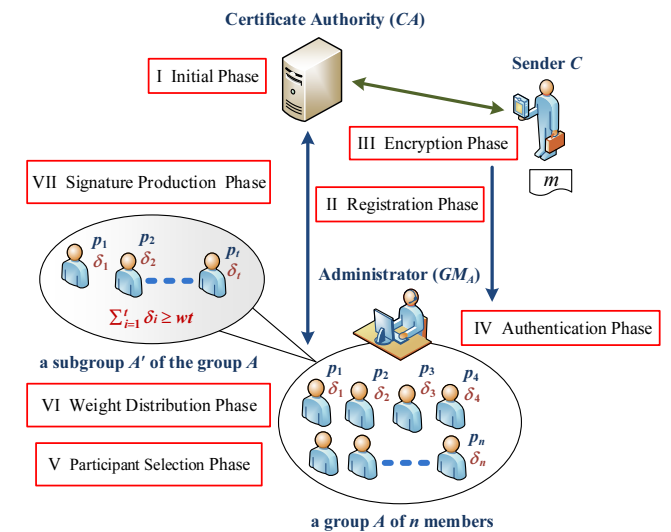 Certificate Authority (CA)
I Initial Phase
Sender C
III Encryption Phase
m
VII Signature Production Phase
II Registration Phase
p1 p2 pt
δ1 δ2 δt
∑ᵗᵢ₌₁ δi ≥ wt
Administrator (GMA)
IV Authentication Phase
a subgroup A′ of the group A
p1 p2 p3 p4
δ1 δ2 δ3 δ4
VI Weight Distribution Phase
pn
δn
V Participant Selection Phase
a group A of n members